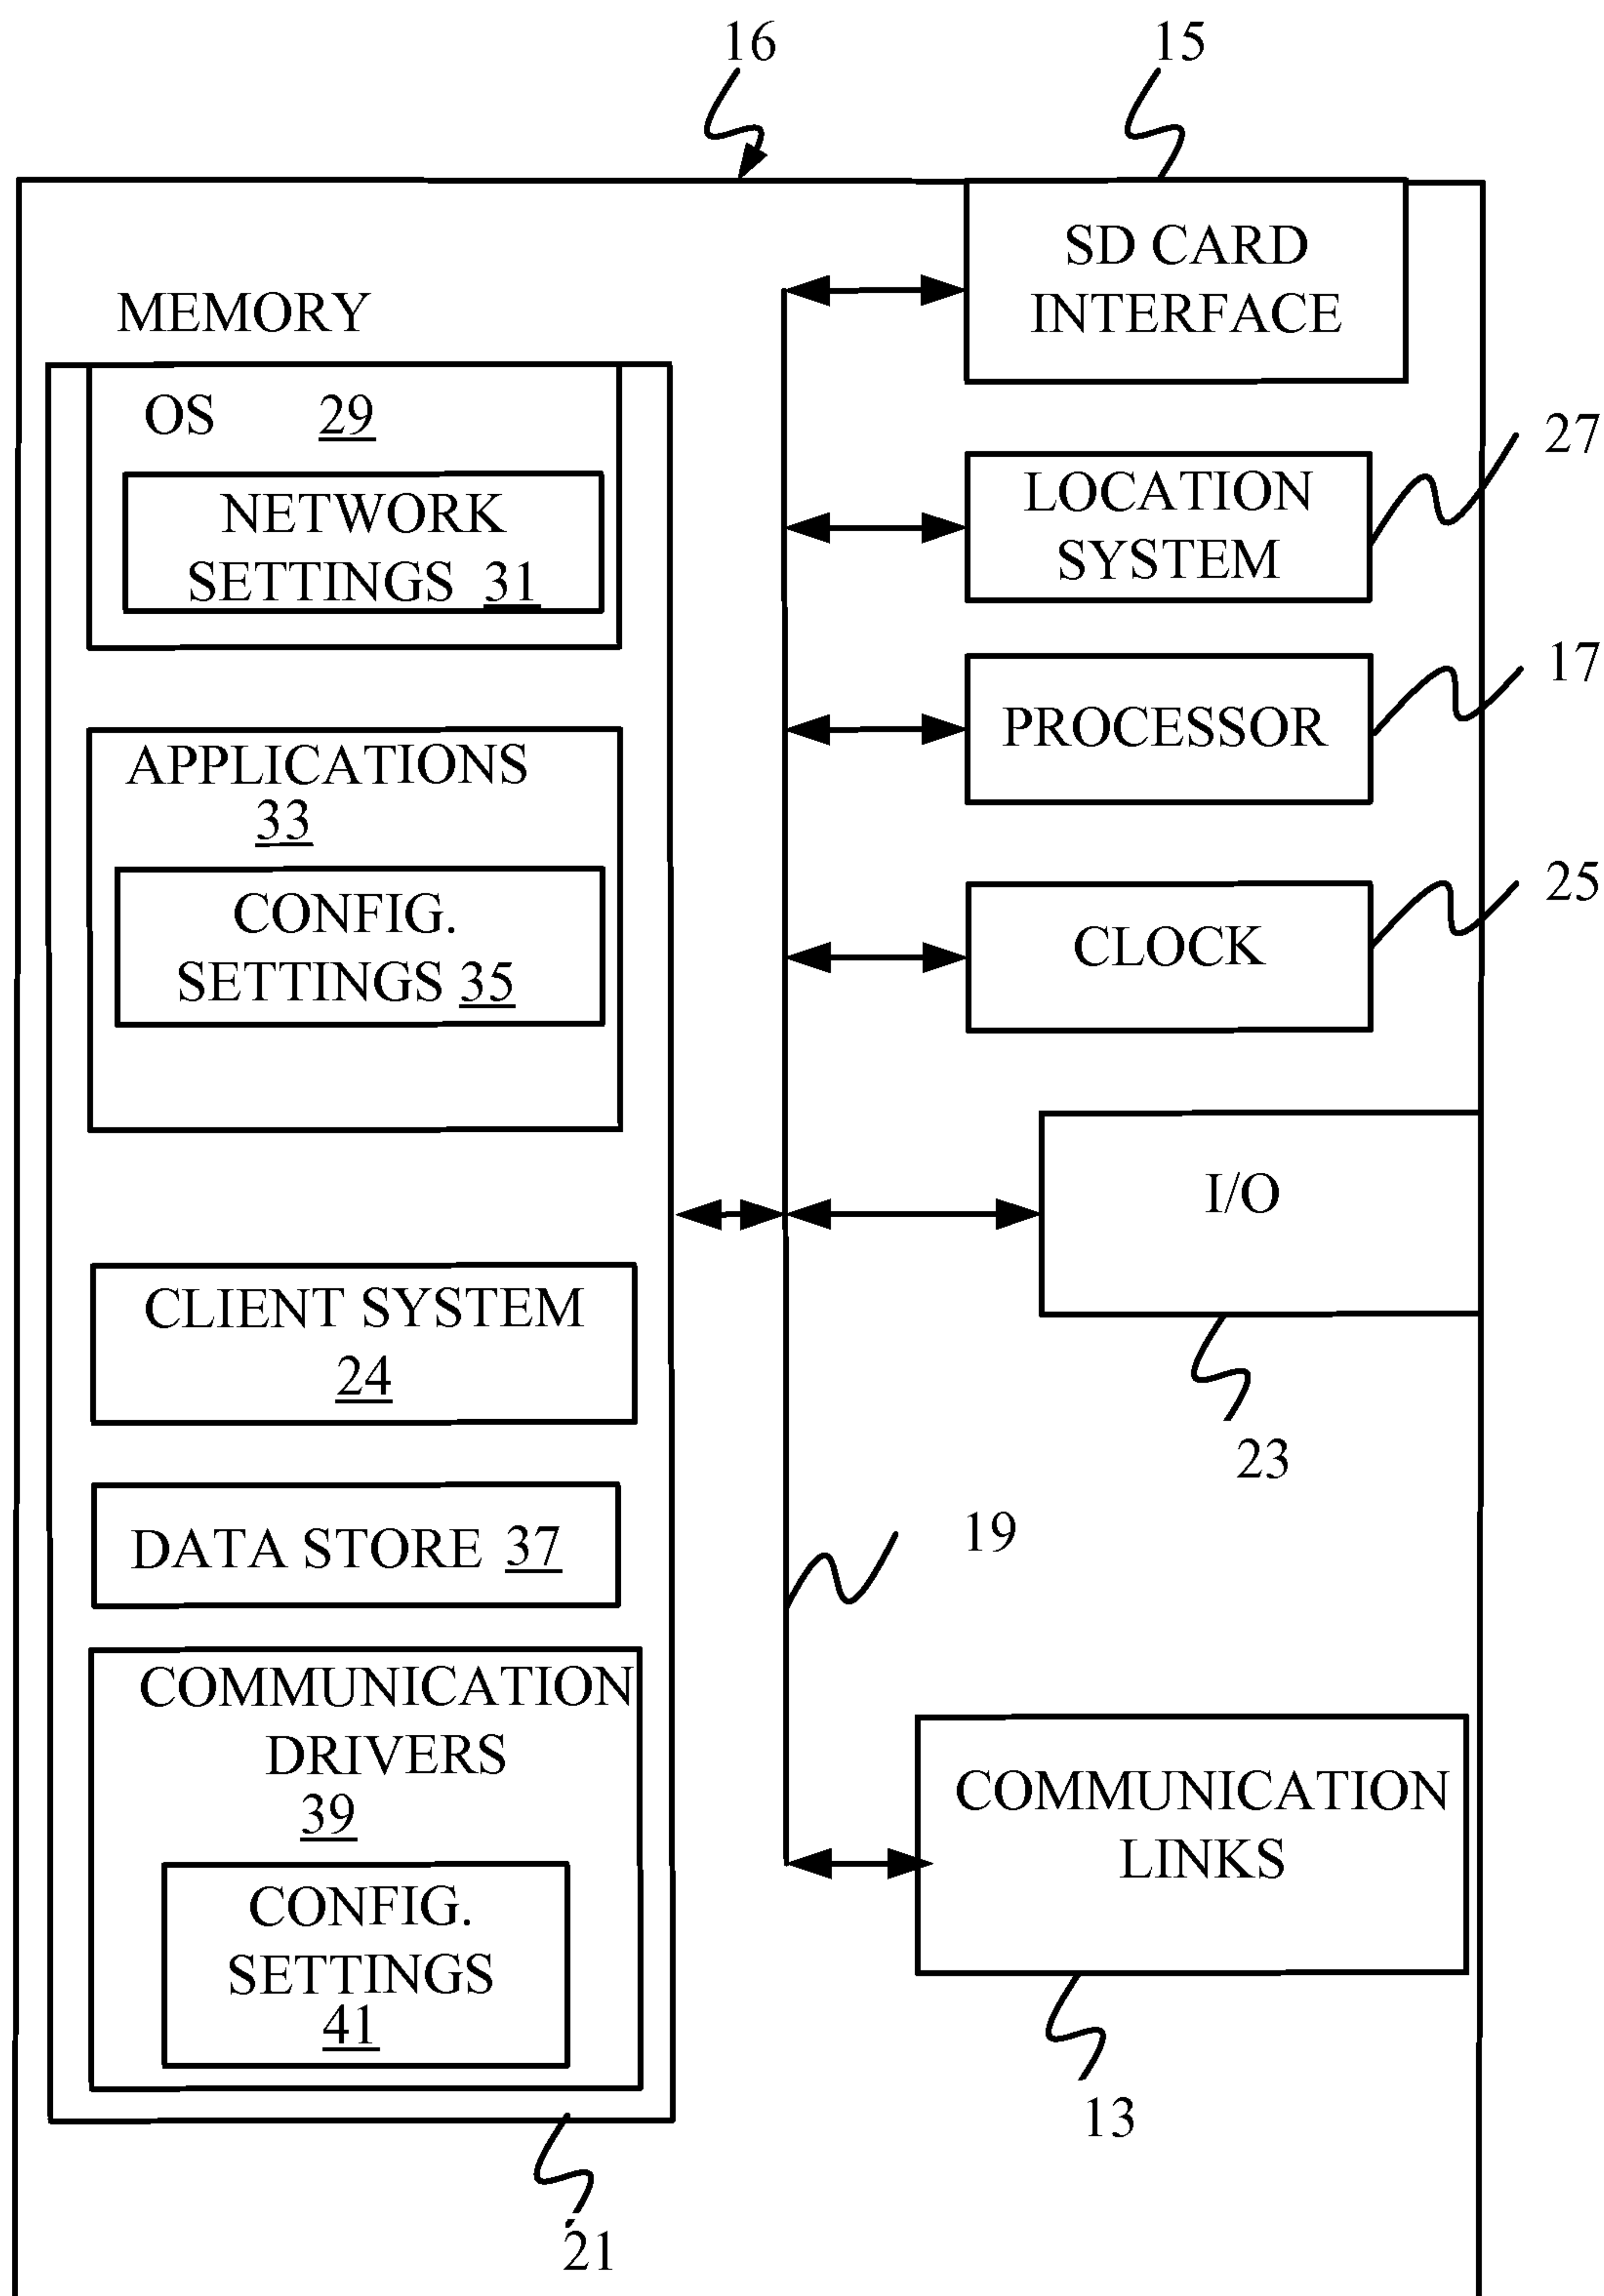 16
15
SD CARD
INTERFACE
MEMORY
OS 29
NETWORK
SETTINGS 31
27
LOCATION
SYSTEM
17
PROCESSOR
APPLICATIONS
33
CONFIG.
SETTINGS 35
25
CLOCK
I/O
23
CLIENT SYSTEM
24
19
DATA STORE 37
COMMUNICATION
DRIVERS
39
CONFIG.
SETTINGS
41
COMMUNICATION
LINKS
13
21